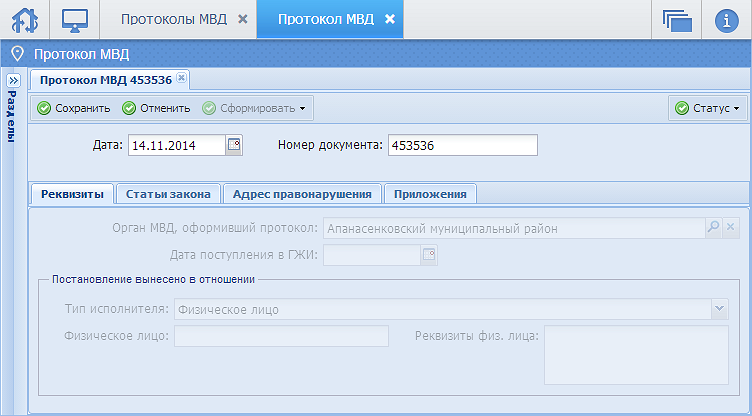 Протоколы МВД Протокол МВД
Протокол МВД
Разделы
Протокол МВД 453536
Сохранить Отменить Сформировать Статус
Дата: 14.11.2014 Номер документа: 453536
Реквизиты Статьи закона Адрес правонарушения Приложения
Орган МВД, оформивший протокол: Апанасенковский муниципальный район
Дата поступления в ГЖИ:
Постановление вынесено в отношении
Тип исполнителя: Физическое лицо
Физическое лицо: Реквизиты физ. лица: